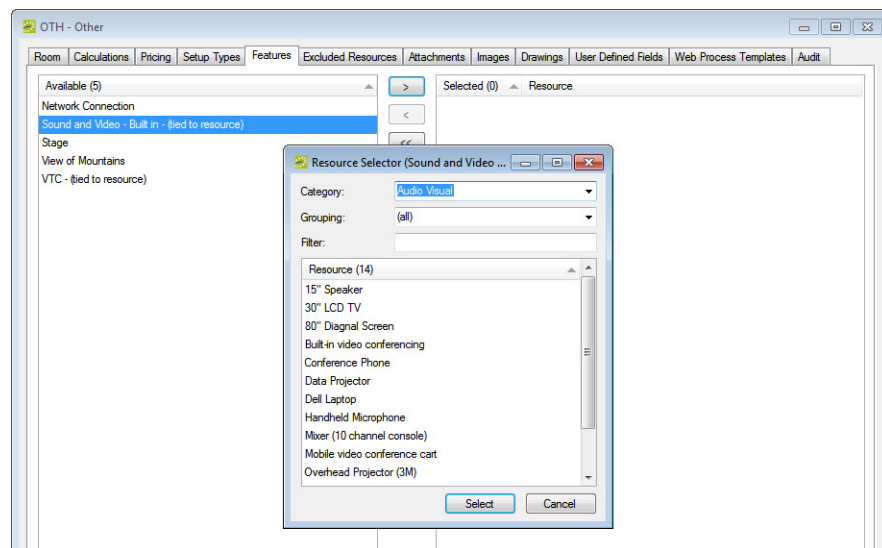 OTH - Other
Room Calculations Pricing Setup Types Features Excluded Resources Attachments Images Drawings User Defined Fields Web Process Templates Audit
Available (5)
>
Selected (0) Resource
Network Connection
<
Sound and Video - Built in - (tied to resource)
<<
Stage
View of Mountains
VTC - (tied to resource)
Resource Selector (Sound and Video ...
Category: Audio Visual
Grouping: (all)
Filter:
Resource (14)
15" Speaker
30" LCD TV
80" Diagnal Screen
Built-in video conferencing
Conference Phone
Data Projector
Dell Laptop
Handheld Microphone
Mixer (10 channel console)
Mobile video conference cart
Overhead Projector (3M)
Select Cancel